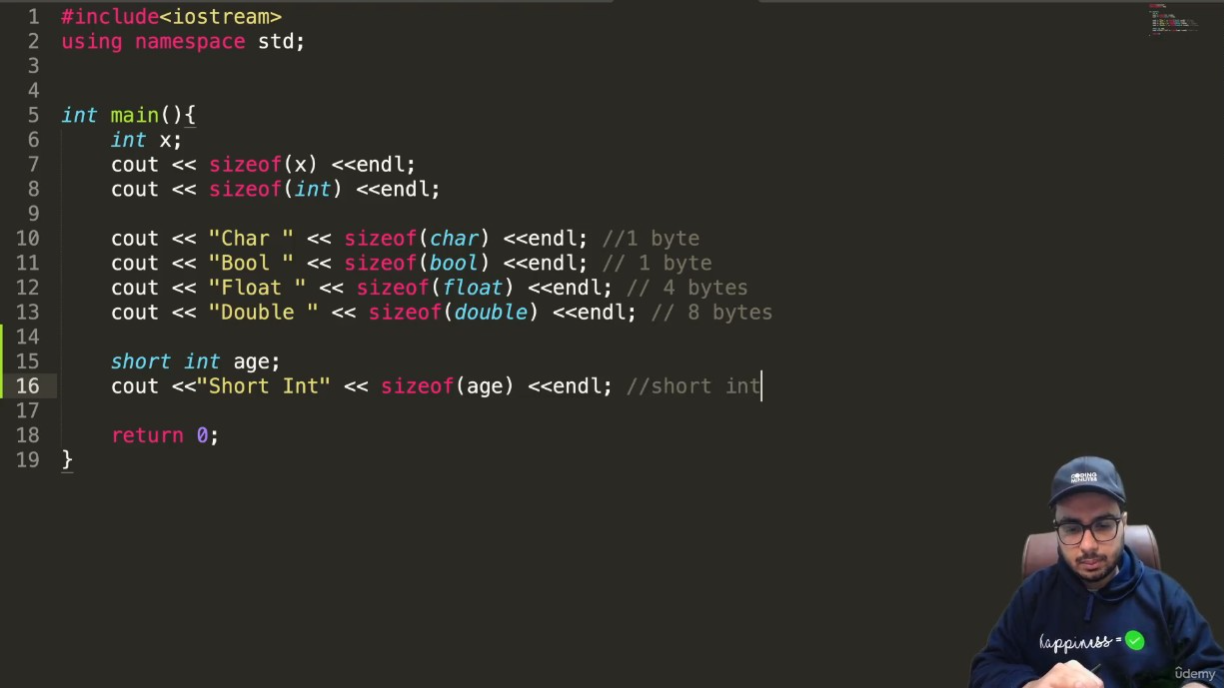 1 #include<iostream>
2 using namespace std;
3
4
5 int main(){
6 int x;
7 cout << sizeof(x) <<endl;
8 cout << sizeof(int) <<endl;
9
10 cout << "Char " << sizeof(char) <<endl; //1 byte
11 cout << "Bool " << sizeof(bool) <<endl; // 1 byte
12 cout << "Float " << sizeof(float) <<endl; // 4 bytes
13 cout << "Double " << sizeof(double) <<endl; // 8 bytes
14
15 short int age;
16 cout <<"Short Int" << sizeof(age) <<endl; //short int
17
18 return 0;
19 }
CODING
MINUTES
happiness =
ûdemy